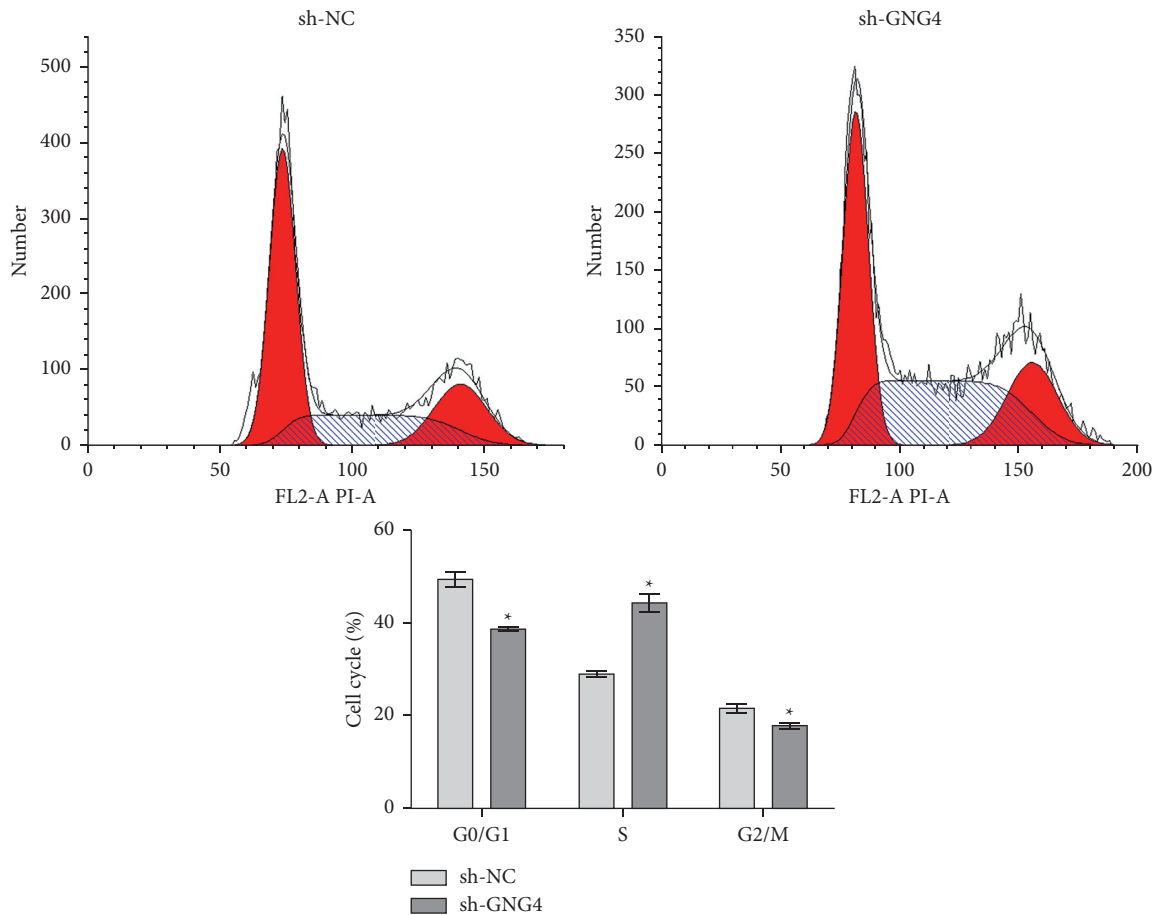 sh-NC
500
400
300
200
100
0
Number
0 50 100 150
FL2-A PI-A
sh-GNG4
350
300
250
200
150
100
50
0
Number
0 50 100 150 200
FL2-A PI-A
60
40
20
0
Cell cycle (%)
*
*
*
G0/G1 S G2/M
sh-NC
sh-GNG4